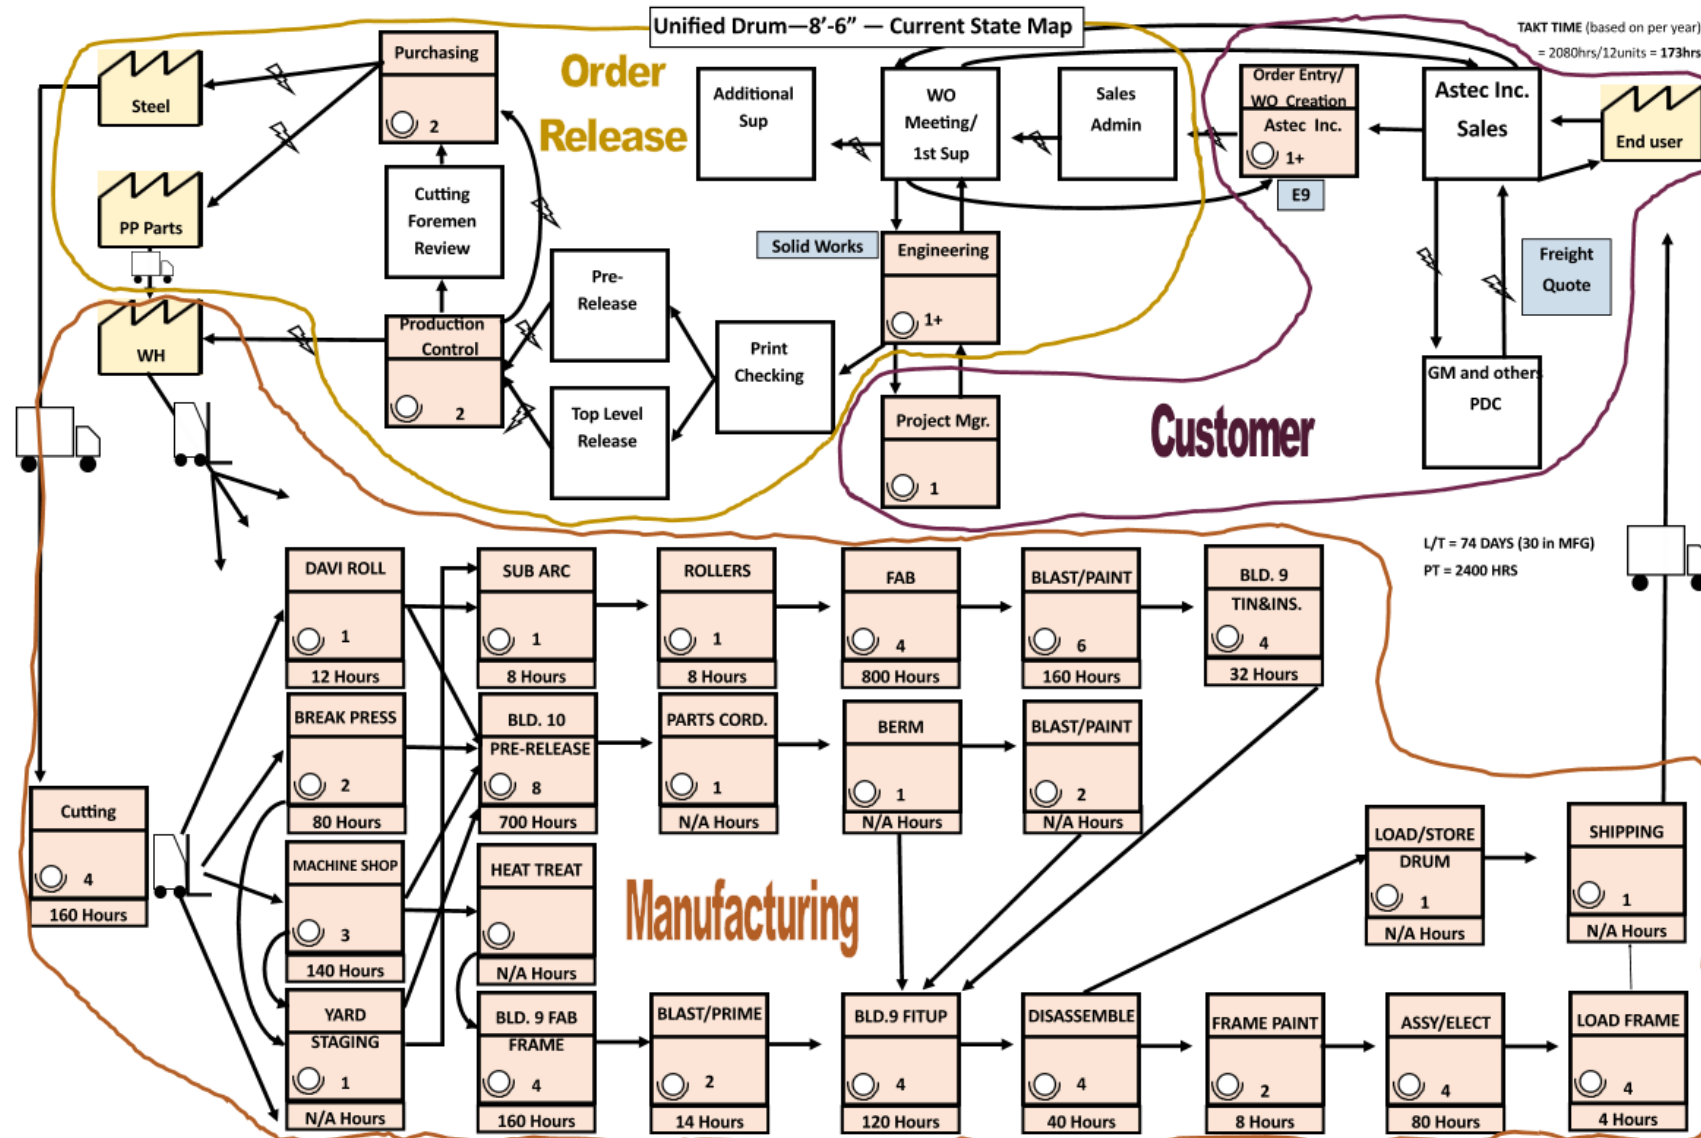 Unified Drum—8’-6” — Current State Map
TAKT TIME (based on per year)
= 2080hrs/12units = 173hrs
Order
Release
Steel
PP Parts
WH
Purchasing
2
Cutting
Foremen
Review
Production
Control
2
Pre-
Release
Top Level
Release
Print
Checking
Additional
Sup
WO
Meeting/
1st Sup
Sales
Admin
Order Entry/
WO Creation
Astec Inc.
1+
E9
Astec Inc.
Sales
End user
Solid Works
Engineering
1+
Project Mgr.
1
Freight
Quote
GM and others
PDC
Customer
L/T = 74 DAYS (30 in MFG)
PT = 2400 HRS
DAVI ROLL
1
12 Hours
SUB ARC
1
8 Hours
ROLLERS
1
8 Hours
FAB
4
800 Hours
BLAST/PAINT
6
160 Hours
BLD. 9
TIN&INS.
4
32 Hours
BREAK PRESS
2
80 Hours
BLD. 10
PRE-RELEASE
8
700 Hours
PARTS CORD.
1
N/A Hours
BERM
1
N/A Hours
BLAST/PAINT
2
N/A Hours
Cutting
4
160 Hours
MACHINE SHOP
3
140 Hours
HEAT TREAT
N/A Hours
Manufacturing
LOAD/STORE
DRUM
1
N/A Hours
SHIPPING
1
N/A Hours
YARD
STAGING
1
N/A Hours
BLD. 9 FAB
FRAME
4
160 Hours
BLAST/PRIME
2
14 Hours
BLD.9 FITUP
4
120 Hours
DISASSEMBLE
4
40 Hours
FRAME PAINT
2
8 Hours
ASSY/ELECT
4
80 Hours
LOAD FRAME
4
4 Hours